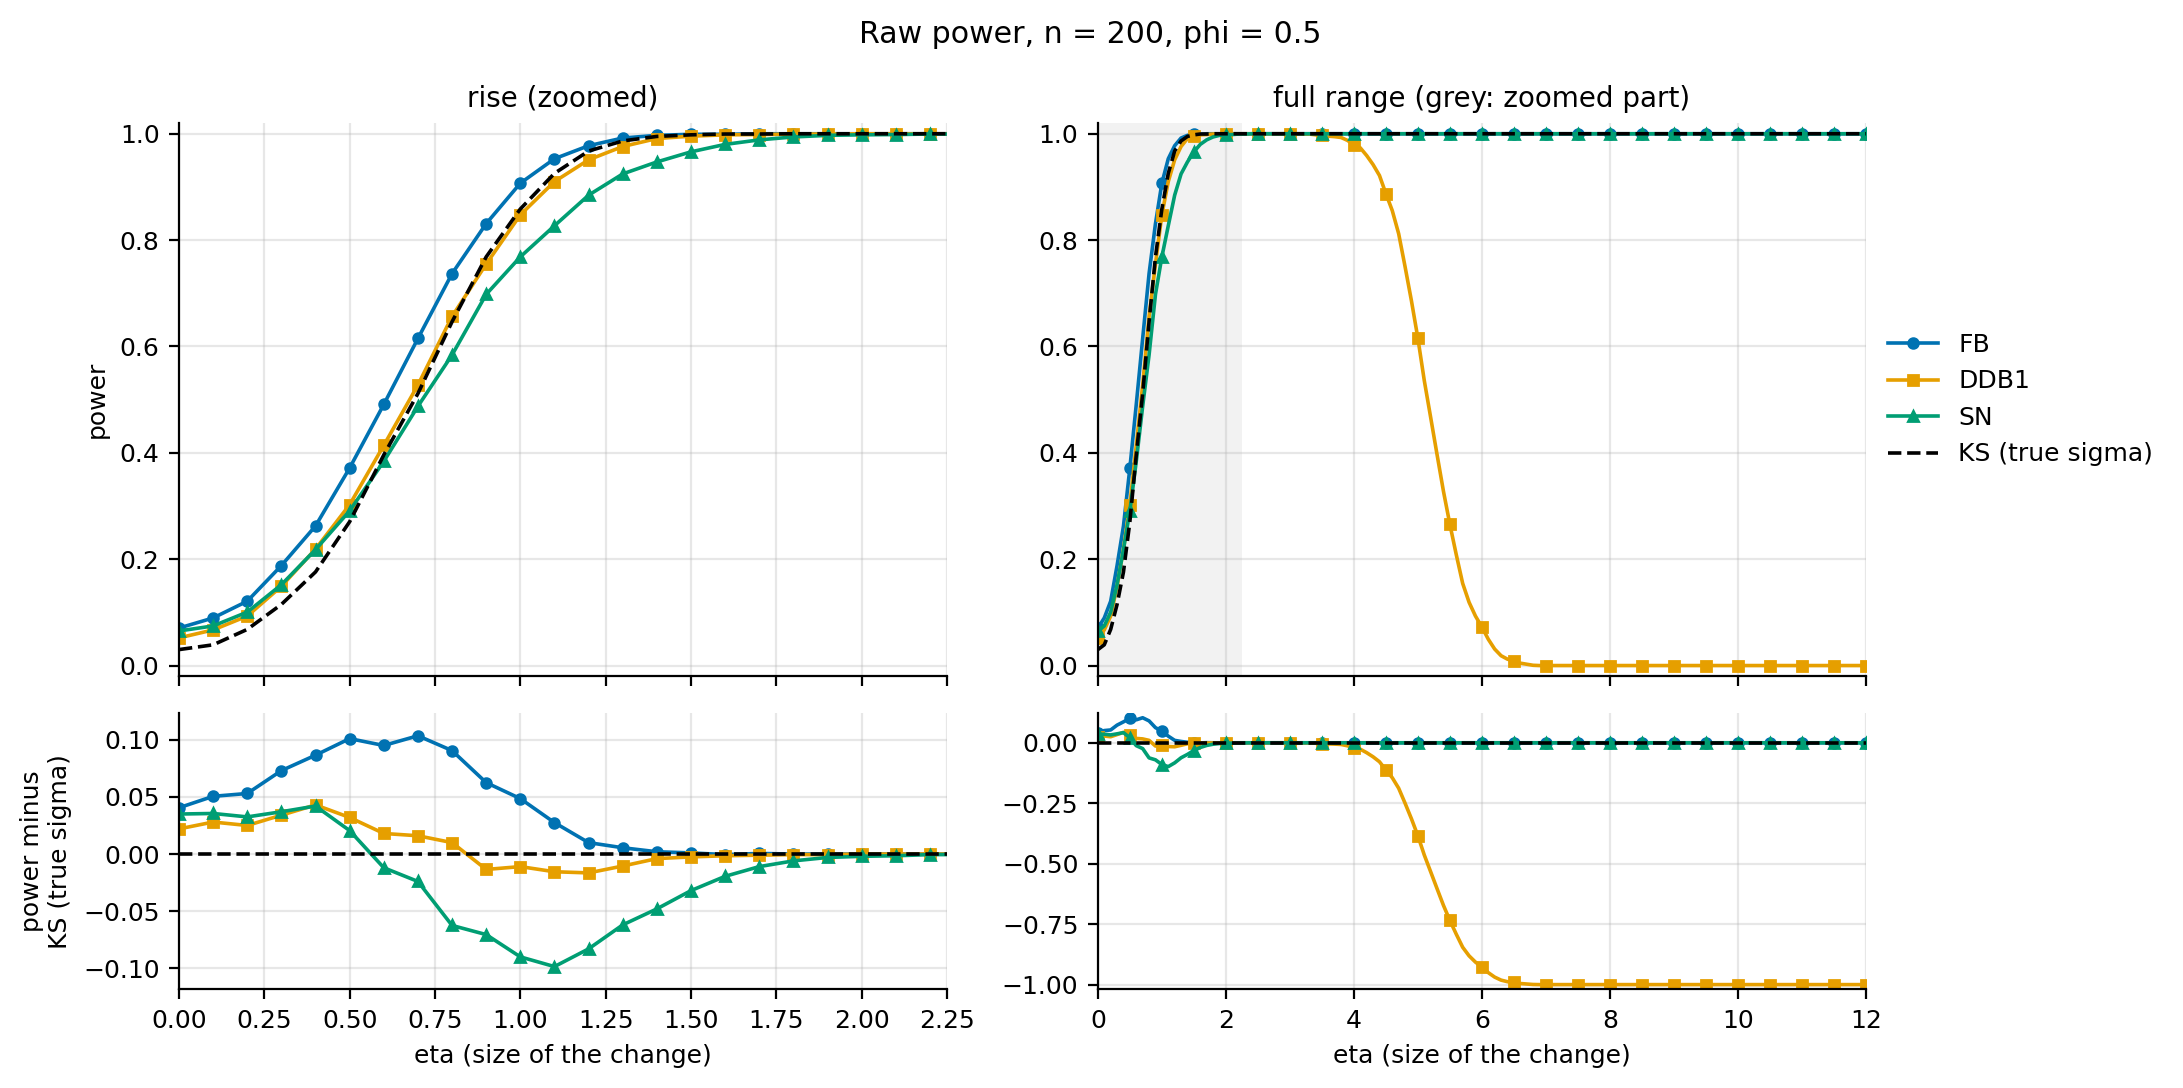 Raw power, n = 200, phi = 0.5
rise (zoomed)
1.0
0.8
0.6
0.4
0.2
0.0
power
full range (grey: zoomed part)
1.0
0.8
0.6
0.4
0.2
0.0
FB
DDB1
SN
KS (true sigma)
0.10
0.05
0.00
−0.05
−0.10
power minus
KS (true sigma)
0.00 0.25 0.50 0.75 1.00 1.25 1.50 1.75 2.00 2.25
eta (size of the change)
0.00
−0.25
−0.50
−0.75
−1.00
0 2 4 6 8 10 12
eta (size of the change)